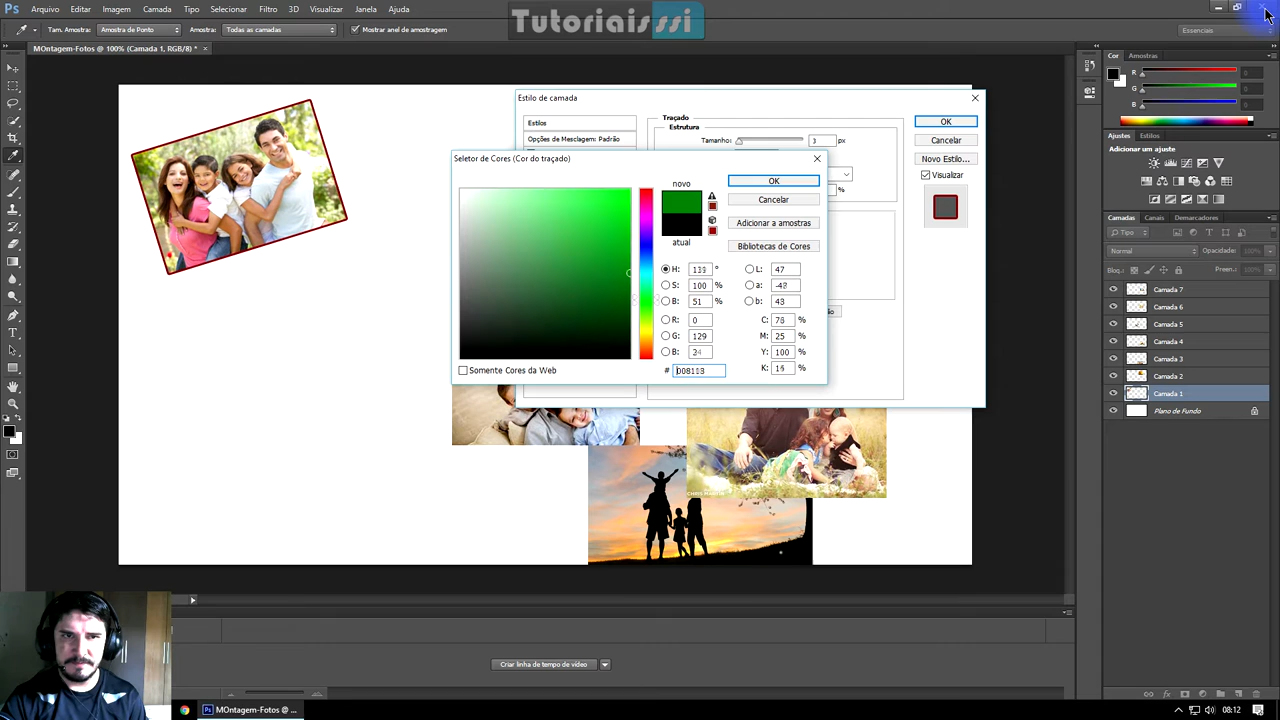 Ps Arquivo Editar Imagem Camada Tipo Selecionar Filtro 3D Visualizar Janela Ajuda
Tutoriaisssi
Tam. Amostra: Amostra de Ponto Amostra: Todas as camadas Mostrar anel de amostragem Essenciais
MOntagem-Fotos @ 100% (Camada 1, RGB/8) * ×
Cor Amostras
R 0
G 0
B 0
Ajustes Estilos
Adicionar um ajuste
Camadas Canais Demarcadores
Tipo
Normal Opacidade: 100%
Bloq.: Preen.: 100%
Camada 7
Camada 6
Camada 5
Camada 4
Camada 3
Camada 2
Camada 1
Plano de Fundo
Estilo de camada
Estilos
Opções de Mesclagem: Padrão
Traçado
Estrutura
Tamanho: 3 px
%
OK
Cancelar
Novo Estilo...
Visualizar
Seletor de Cores (Cor do traçado)
novo
atual
OK
Cancelar
Adicionar a amostras
Bibliotecas de Cores
H: °
S: 100 %
B: 51 %
R: 0
G: 129
B:
L: 47
a:
b:
C: %
M: 25 %
Y: 100 %
K: %
#
Somente Cores da Web
CHRIS MARTIN
Criar linha de tempo de vídeo
MOntagem-Fotos @ ...
08:12